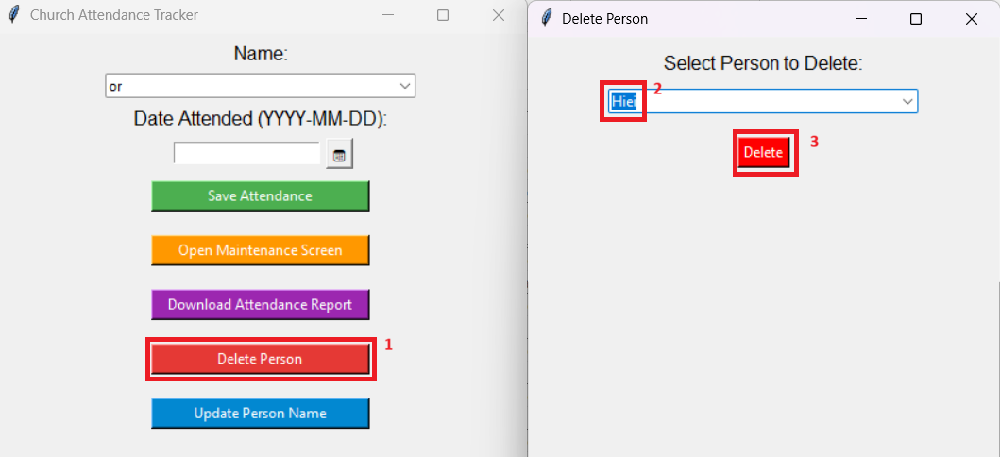 Church Attendance Tracker
Name:
or
Date Attended (YYYY-MM-DD):
Save Attendance
Open Maintenance Screen
Download Attendance Report
Delete Person
1
Update Person Name
Delete Person
Select Person to Delete:
Hiei
2
Delete
3